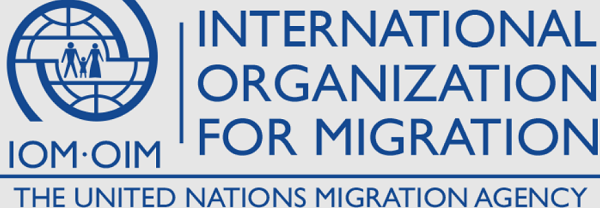 INTERNATIONAL
ORGANIZATION
FOR MIGRATION
IOM·OIM
THE UNITED NATIONS MIGRATION AGENCY